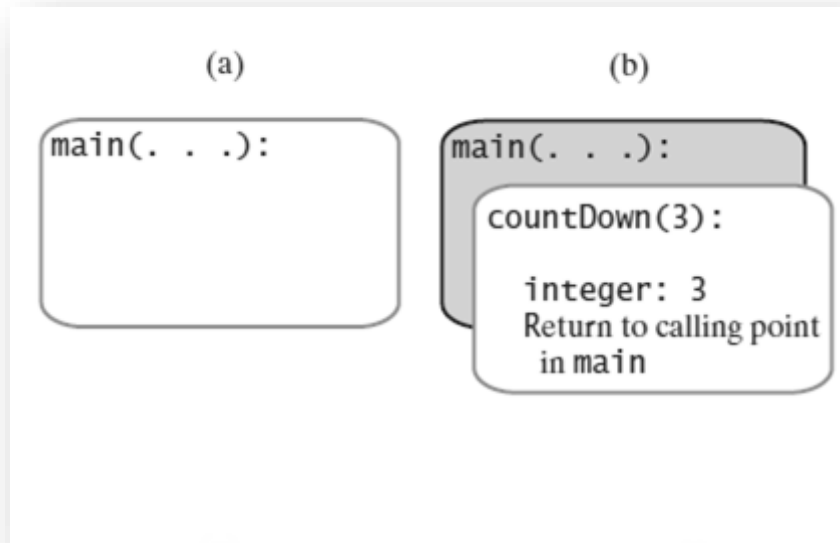 (a)
(b)
main(. . .):
main(. . .):
countDown(3):
integer: 3
Return to calling point
in main